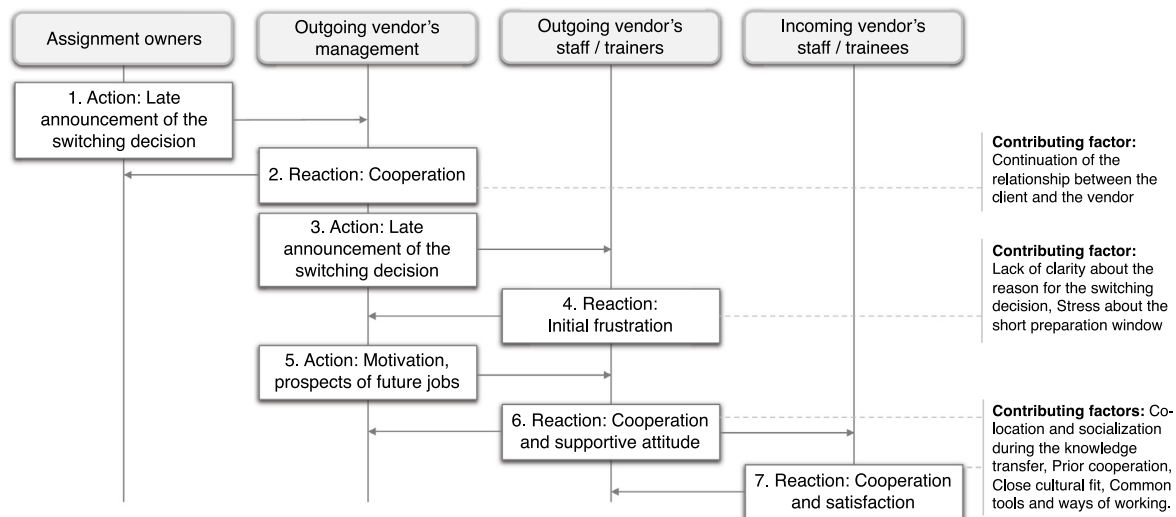 Assignment owners
Outgoing vendor’s
management
Outgoing vendor’s
staff / trainers
Incoming vendor’s
staff / trainees
1. Action: Late
announcement of the
switching decision
2. Reaction: Cooperation
Contributing factor:
Continuation of the
relationship between the
client and the vendor
3. Action: Late
announcement of the
switching decision
Contributing factor:
Lack of clarity about the
reason for the switching
decision, Stress about the
short preparation window
4. Reaction:
Initial frustration
5. Action: Motivation,
prospects of future jobs
6. Reaction: Cooperation
and supportive attitude
Contributing factors: Co-
location and socialization
during the knowledge
transfer, Prior cooperation,
Close cultural fit, Common
tools and ways of working.
7. Reaction: Cooperation
and satisfaction